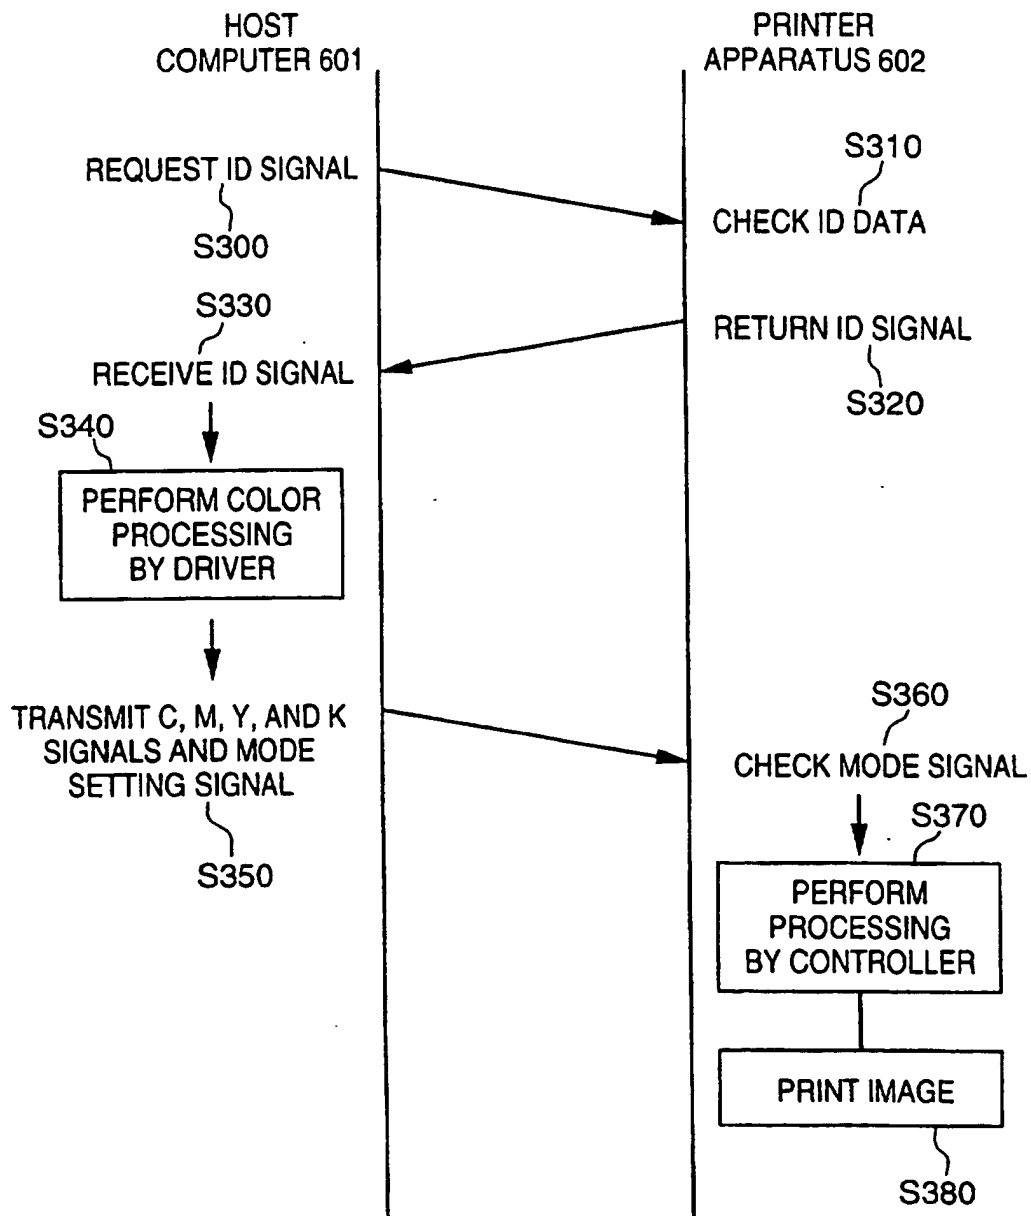 HOST
COMPUTER 601
PRINTER
APPARATUS 602
REQUEST ID SIGNAL
S300
S310
CHECK ID DATA
S330
RECEIVE ID SIGNAL
RETURN ID SIGNAL
S320
S340
PERFORM COLOR
PROCESSING
BY DRIVER
TRANSMIT C, M, Y, AND K
SIGNALS AND MODE
SETTING SIGNAL
S350
S360
CHECK MODE SIGNAL
S370
PERFORM
PROCESSING
BY CONTROLLER
PRINT IMAGE
S380